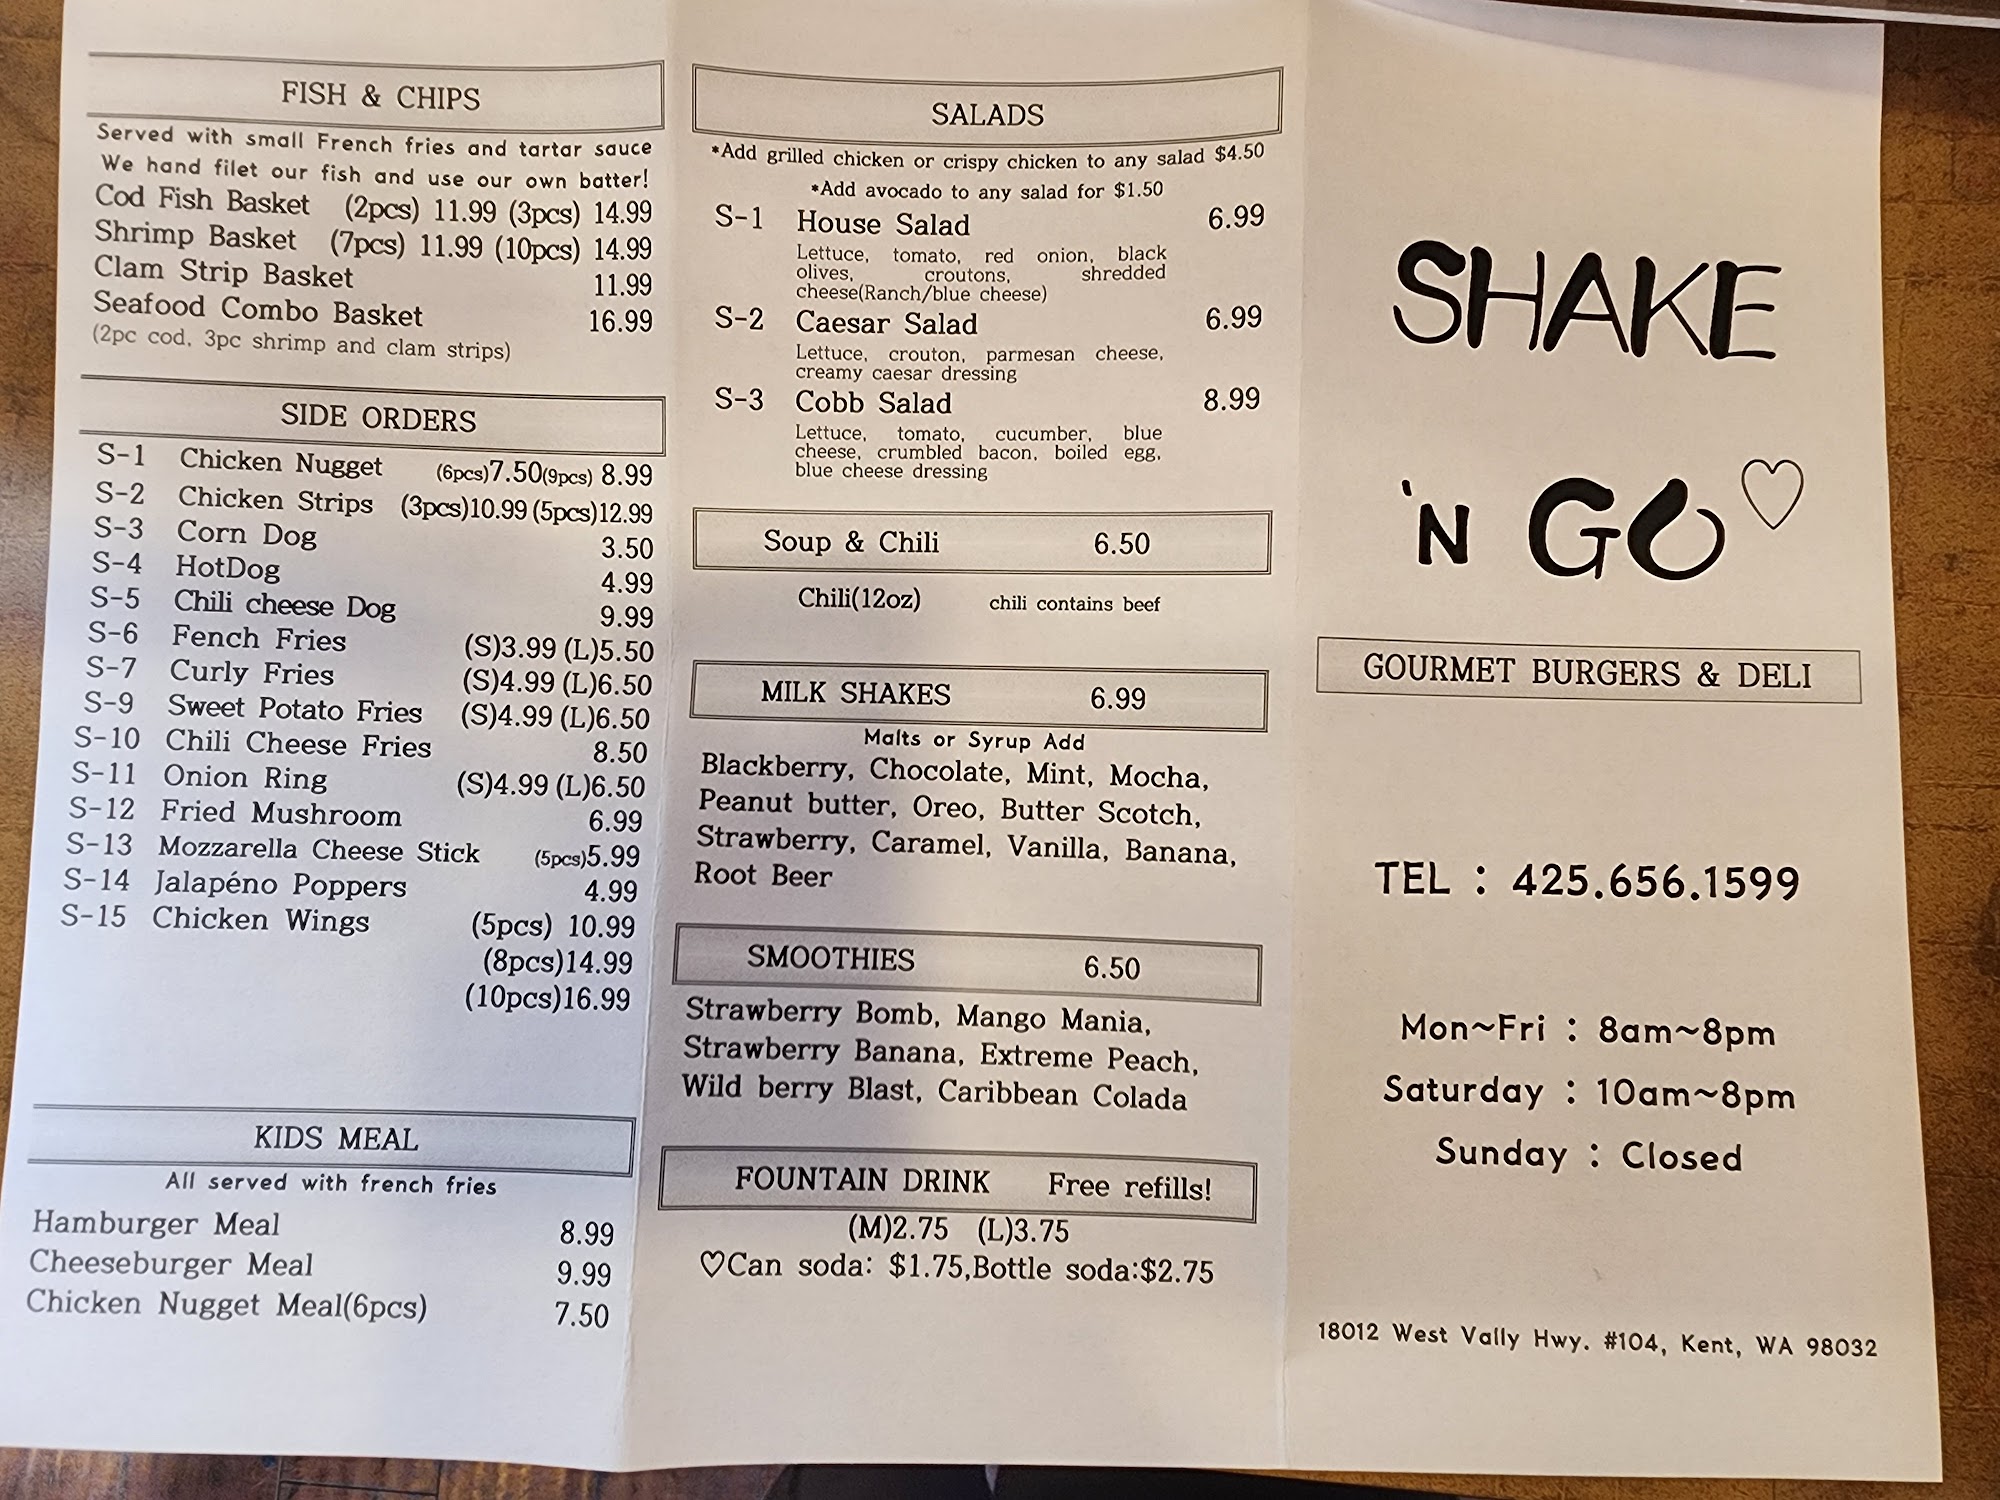 FISH & CHIPS
Served with small French fries and tartar sauce
We hand filet our fish and use our own batter!
Cod Fish Basket (2pcs) 11.99 (3pcs) 14.99
Shrimp Basket (7pcs) 11.99 (10pcs) 14.99
Clam Strip Basket 11.99
Seafood Combo Basket 16.99
(2pc cod, 3pc shrimp and clam strips)
SIDE ORDERS
S-1 Chicken Nugget (6pcs)7.50(9pcs) 8.99
S-2 Chicken Strips (3pcs)10.99 (5pcs)12.99
S-3 Corn Dog 3.50
S-4 HotDog 4.99
S-5 Chili cheese Dog 9.99
S-6 Fench Fries (S)3.99 (L)5.50
S-7 Curly Fries (S)4.99 (L)6.50
S-9 Sweet Potato Fries (S)4.99 (L)6.50
S-10 Chili Cheese Fries 8.50
S-11 Onion Ring (S)4.99 (L)6.50
S-12 Fried Mushroom 6.99
S-13 Mozzarella Cheese Stick (5pcs)5.99
S-14 Jalapéno Poppers 4.99
S-15 Chicken Wings (5pcs) 10.99
(8pcs)14.99
(10pcs)16.99
KIDS MEAL
All served with french fries
Hamburger Meal 8.99
Cheeseburger Meal 9.99
Chicken Nugget Meal(6pcs) 7.50
SALADS
*Add grilled chicken or crispy chicken to any salad $4.50
*Add avocado to any salad for $1.50
S-1 House Salad 6.99
Lettuce, tomato, red onion, black
olives, croutons, shredded
cheese(Ranch/blue cheese)
S-2 Caesar Salad 6.99
Lettuce, crouton, parmesan cheese,
creamy caesar dressing
S-3 Cobb Salad 8.99
Lettuce, tomato, cucumber, blue
cheese, crumbled bacon, boiled egg,
blue cheese dressing
Soup & Chili 6.50
Chili(12oz) chili contains beef
MILK SHAKES 6.99
Malts or Syrup Add
Blackberry, Chocolate, Mint, Mocha,
Peanut butter, Oreo, Butter Scotch,
Strawberry, Caramel, Vanilla, Banana,
Root Beer
SMOOTHIES 6.50
Strawberry Bomb, Mango Mania,
Strawberry Banana, Extreme Peach,
Wild berry Blast, Caribbean Colada
FOUNTAIN DRINK Free refills!
(M)2.75 (L)3.75
♡Can soda: $1.75,Bottle soda:$2.75
SHAKE
'N GO♡
GOURMET BURGERS & DELI
TEL : 425.656.1599
Mon~Fri : 8am~8pm
Saturday : 10am~8pm
Sunday : Closed
18012 West Vally Hwy. #104, Kent, WA 98032